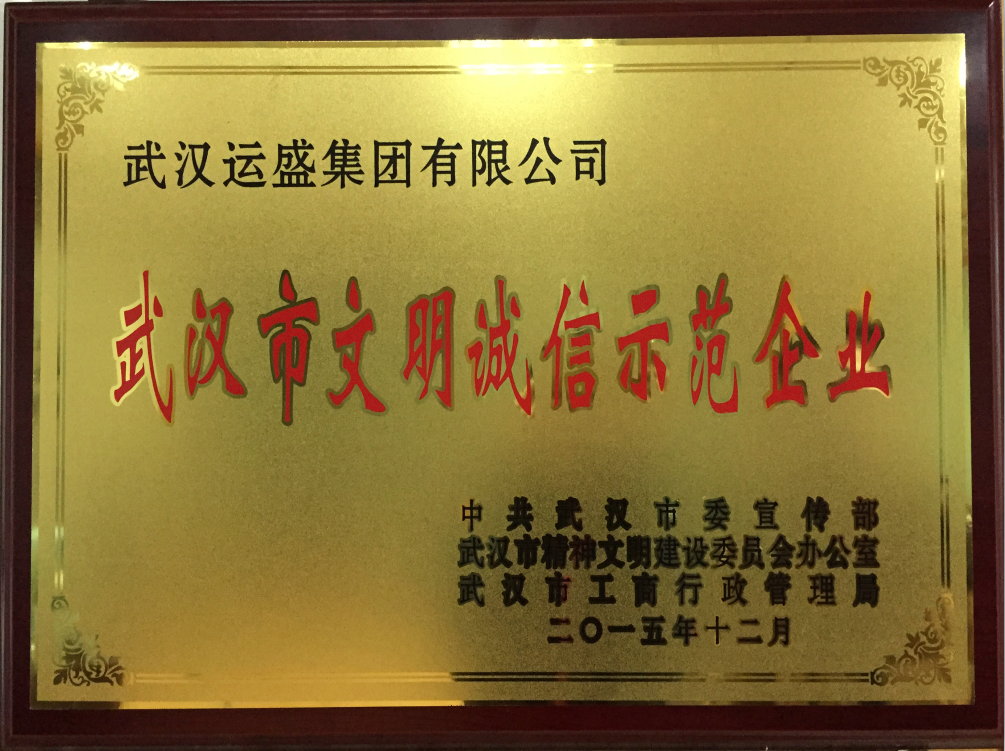 武汉运盛集团有限公司
武汉市文明诚信示范企业
中共武汉市委宣传部
武汉市精神文明建设委员会办公室
武汉市工商行政管理局
二〇一五年十二月